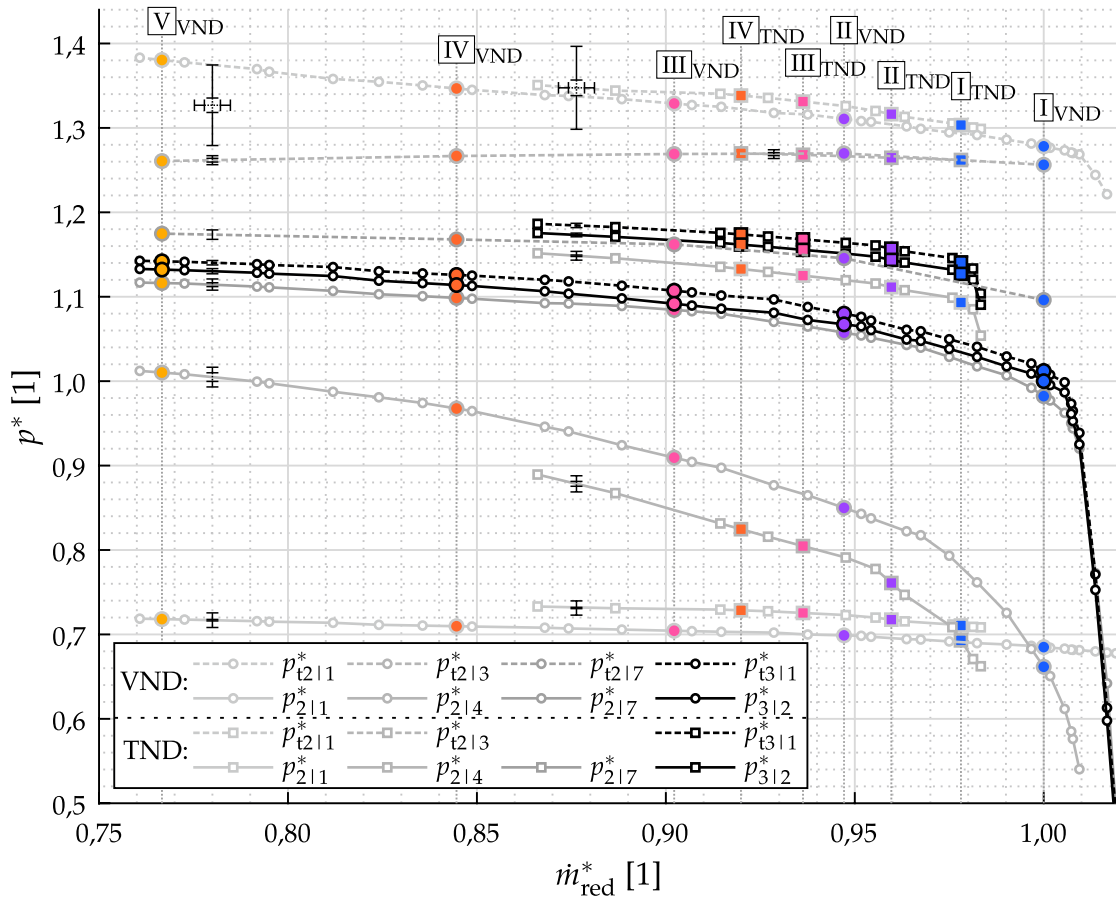 V_VND
IV_VND
III_VND
IV_TND
II_VND
III_TND
II_TND
I_TND
I_VND
1,4
1,3
1,2
1,1
1,0
0,9
0,8
0,7
0,6
0,5
p* [1]
VND: p*_t2|1 p*_t2|3 p*_t2|7 p*_t3|1
p*_2|1 p*_2|4 p*_2|7 p*_3|2
TND: p*_t2|1 p*_t2|3 p*_t3|1
p*_2|1 p*_2|4 p*_2|7 p*_3|2
0,75 0,80 0,85 0,90 0,95 1,00
ṁ*_red [1]